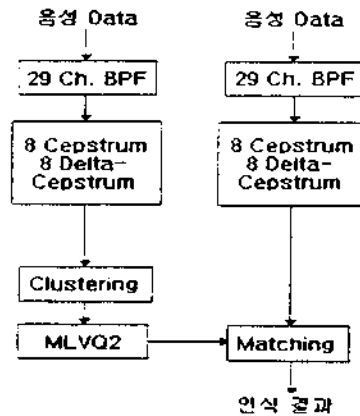 음성 Data
29 Ch. BPF
8 Cepstrum
8 Delta-
Cepstrum
Clustering
MLVQ2
음성 Data
29 Ch. BPF
8 Cepstrum
8 Delta-
Cepstrum
Matching
인식 결과